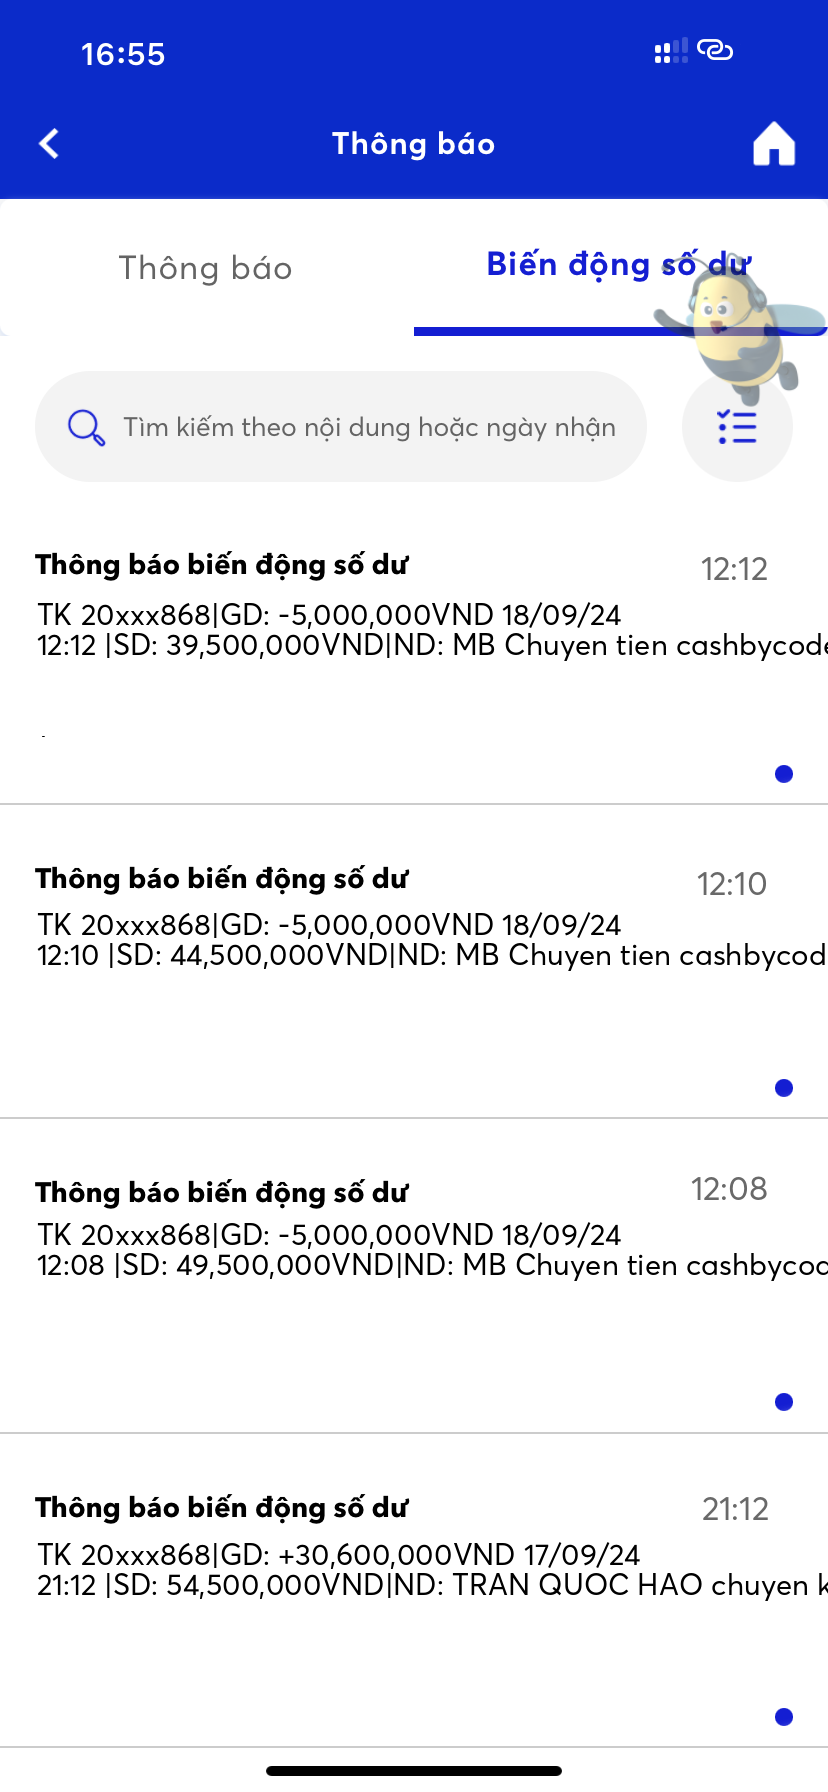 16:55
Thông báo
Thông báo
Biến động số dư
Tìm kiếm theo nội dung hoặc ngày nhận
Thông báo biến động số dư
12:12
TK 20xxx868|GD: -5,000,000VND 18/09/24
12:12 |SD: 39,500,000VND|ND: MB Chuyen tien cashbycode
Thông báo biến động số dư
12:10
TK 20xxx868|GD: -5,000,000VND 18/09/24
12:10 |SD: 44,500,000VND|ND: MB Chuyen tien cashbycod
Thông báo biến động số dư
12:08
TK 20xxx868|GD: -5,000,000VND 18/09/24
12:08 |SD: 49,500,000VND|ND: MB Chuyen tien cashbycoc
Thông báo biến động số dư
21:12
TK 20xxx868|GD: +30,600,000VND 17/09/24
21:12 |SD: 54,500,000VND|ND: TRAN QUOC HAO chuyen k